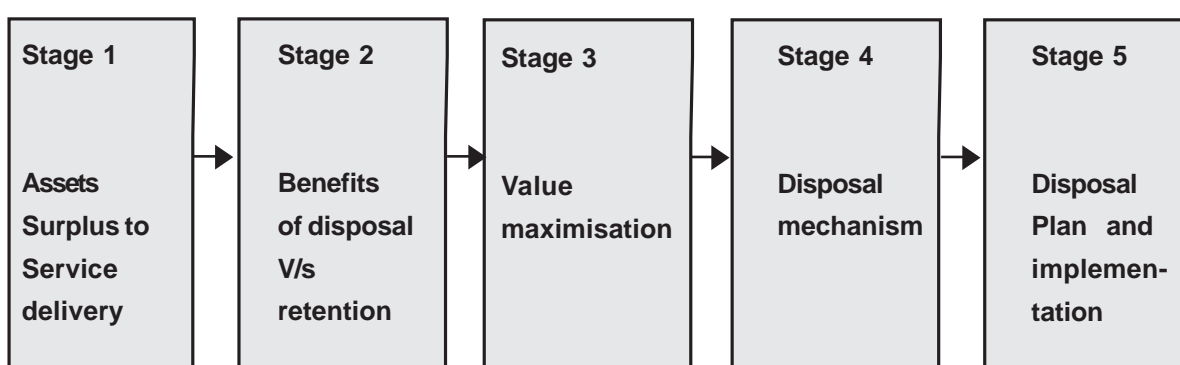 Stage 1
Assets
Surplus to
Service
delivery
Stage 2
Benefits
of disposal
V/s
retention
Stage 3
Value
maximisation
Stage 4
Disposal
mechanism
Stage 5
Disposal
Plan and
implemen-
tation